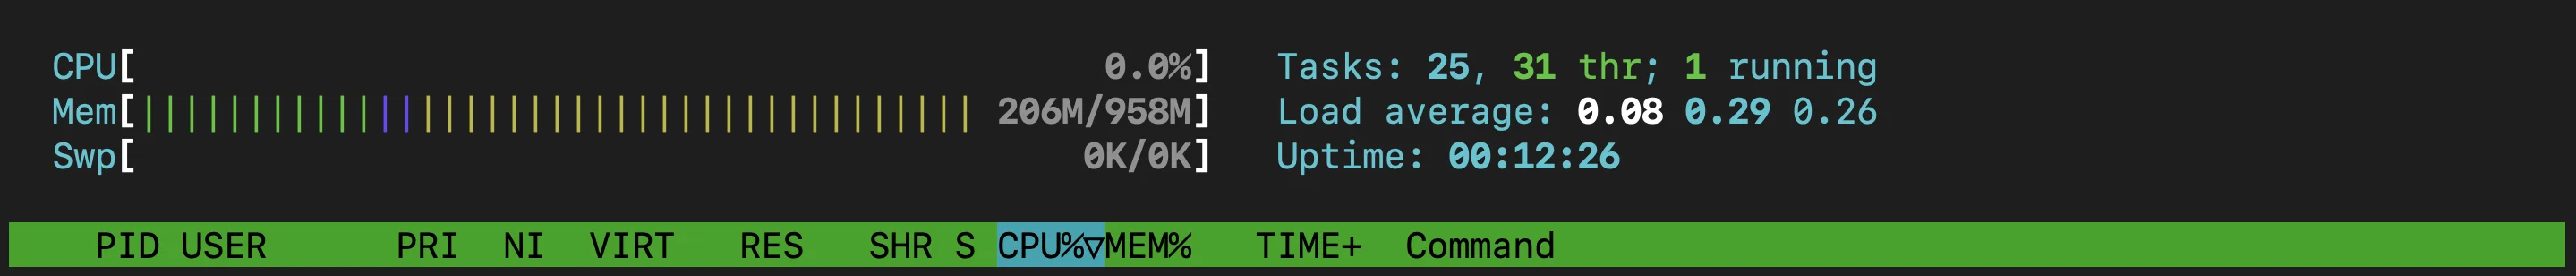 CPU[ 0.0%] Tasks: 25, 31 thr; 1 running
Mem[||||||||||||||||||||||||||||||||||||||| 206M/958M] Load average: 0.08 0.29 0.26
Swp[ 0K/0K] Uptime: 00:12:26
PID USER PRI NI VIRT RES SHR S CPU%▽MEM% TIME+ Command